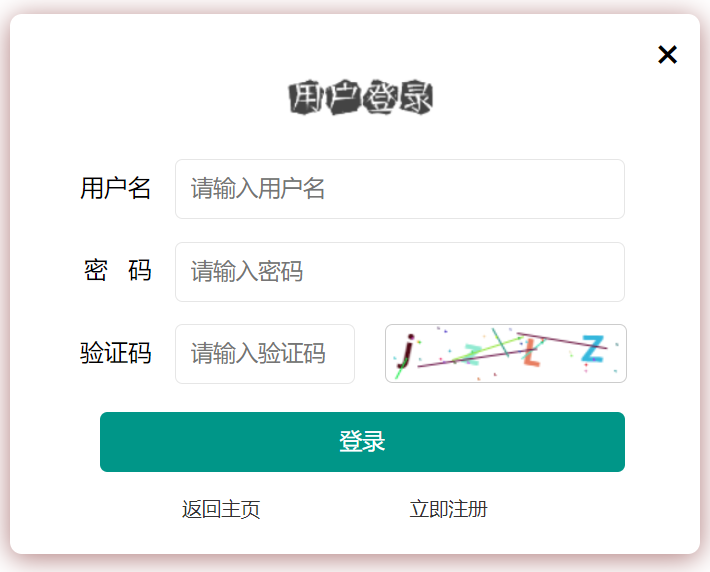 用户登录
用户名 请输入用户名
密 码 请输入密码
验证码 请输入验证码 jzLZ
登录
返回主页 立即注册